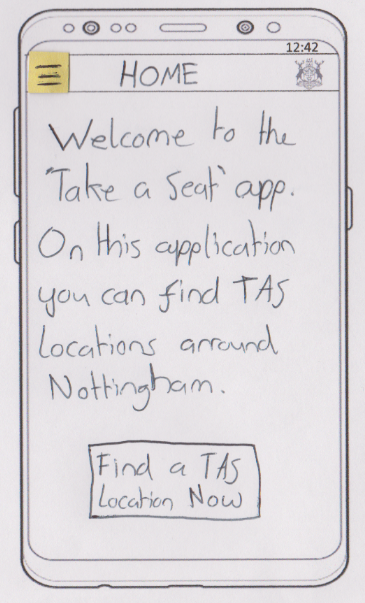 12:42
HOME
Welcome to the
'Take a Seat' app.
On this application
you can find TAS
Locations arround
Nottingham.
Find a TAS
Location Now